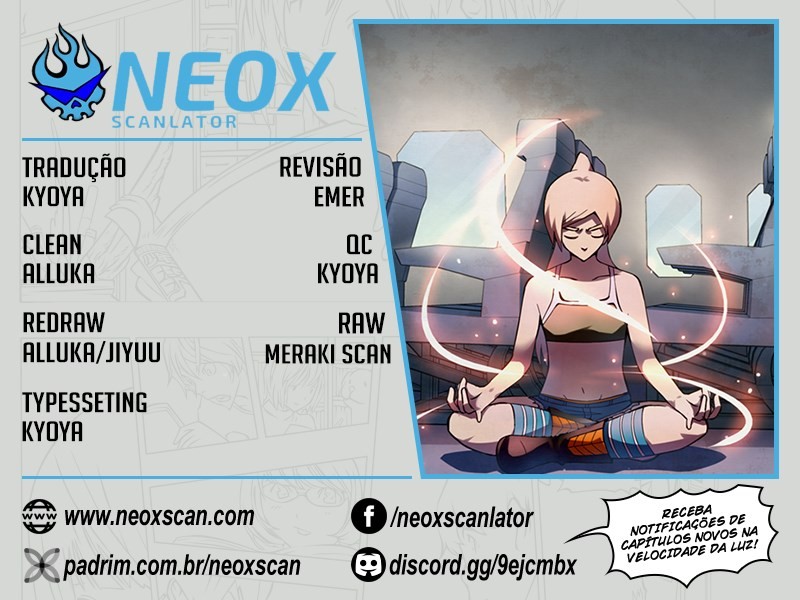 NEOX
SCANLATOR
TRADUÇÃO
KYOYA
REVISÃO
EMER
CLEAN
ALLUKA
QC
KYOYA
REDRAW
ALLUKA/JIYUU
RAW
MERAKI SCAN
TYPESSETING
KYOYA
www
www.neoxscan.com
f /neoxscanlator
padrim.com.br/neoxscan
discord.gg/9ejcmbx
RECEBA
NOTIFICAÇÕES DE
CAPÍTULOS NOVOS NA
VELOCIDADE DA LUZ!